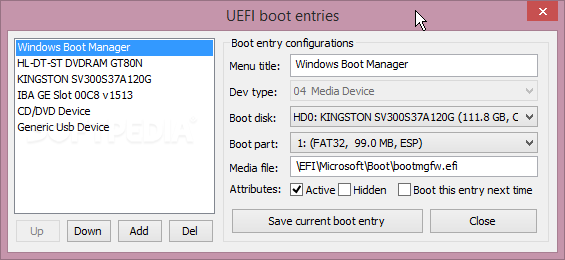 UEFI boot entries
Windows Boot Manager
HL-DT-ST DVDRAM GT80N
KINGSTON SV300S37A120G
IBA GE Slot 00C8 v1513
CD/DVD Device
Generic Usb Device
SOFTPEDIA
Up
Down
Add
Del
Boot entry configurations
Menu title: Windows Boot Manager
Dev type: 04 Media Device
Boot disk: HD0: KINGSTON SV300S37A120G (111.8 GB, C
Boot part: 1: (FAT32, 99.0 MB, ESP)
Media file: \EFI\Microsoft\Boot\bootmgfw.efi
Attributes: Active Hidden Boot this entry next time
Save current boot entry
Close